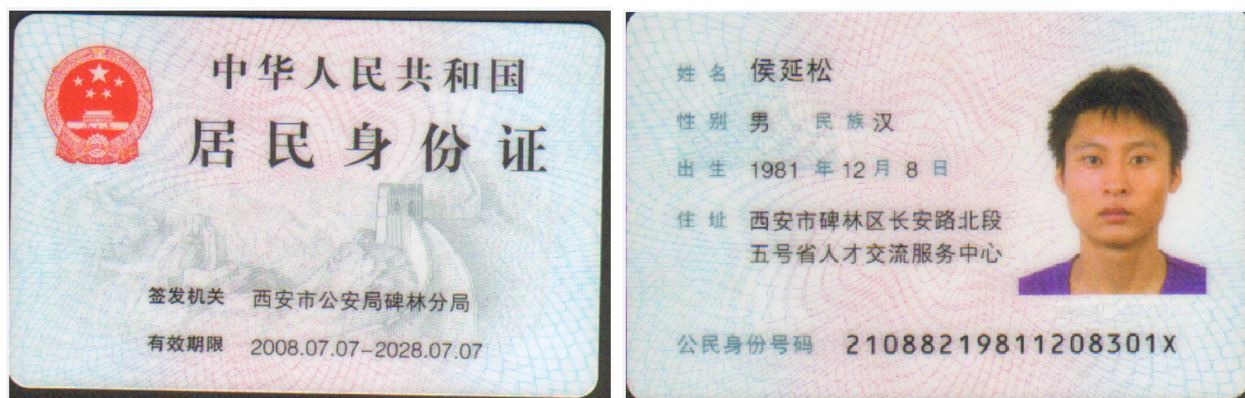 中华人民共和国
居民身份证
签发机关 西安市公安局碑林分局
有效期限 2008.07.07-2028.07.07
姓名 侯延松
性别 男 民族 汉
出生 1981 年 12 月 8 日
住址 西安市碑林区长安路北段
五号省人才交流服务中心
公民身份号码 21088219811208301X